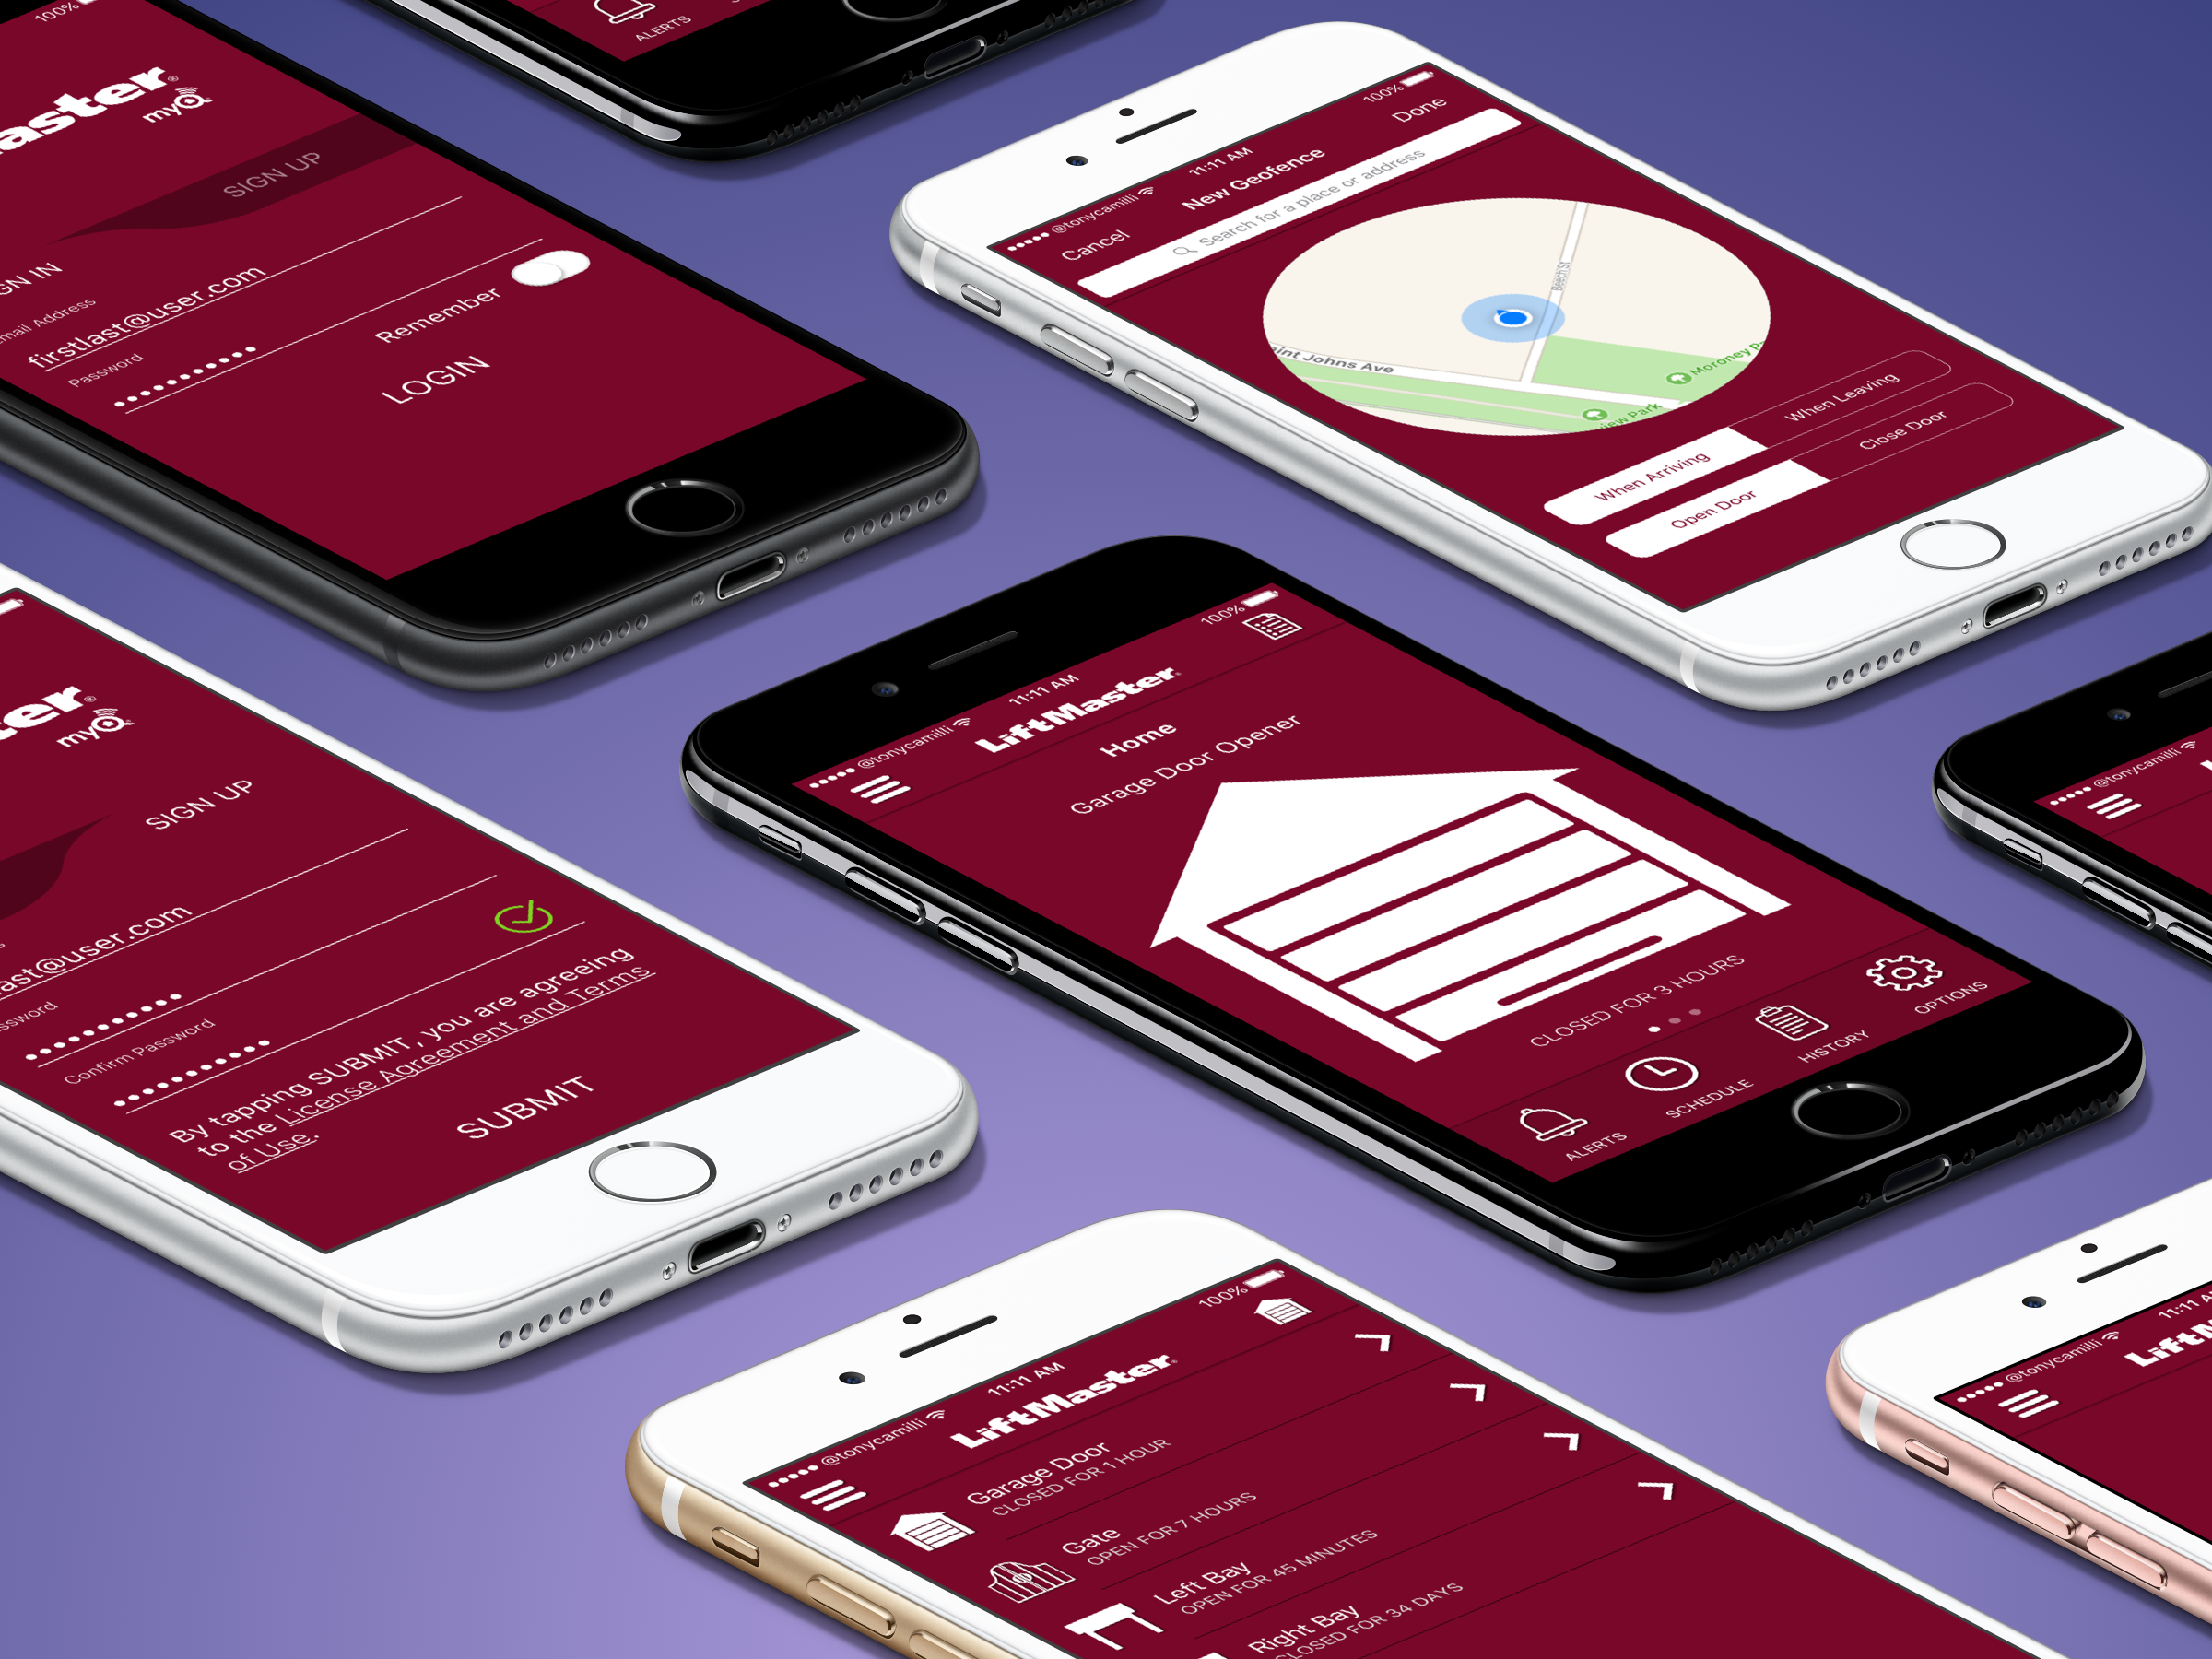 100%
aster®
myQ
SIGN UP
GN IN
mail Address
firstlast@user.com
Password
Remember
LOGIN
ALERTS
@tonycamilli
11:11 AM
100%
Cancel
New Geofence
Done
Search for a place or address
Beech St
int Johns Ave
Moroney P
view Park
When Arriving
When Leaving
Open Door
Close Door
ter®
myQ
SIGN UP
ast@user.com
ssword
Confirm Password
By tapping SUBMIT, you are agreeing
to the License Agreement and Terms
of Use.
SUBMIT
@tonycamilli
11:11 AM
100%
LiftMaster®
Home
Garage Door Opener
CLOSED FOR 3 HOURS
ALERTS
SCHEDULE
HISTORY
OPTIONS
@tonycamilli
@tonycamilli
11:11 AM
100%
LiftMaster®
Garage Door
CLOSED FOR 1 HOUR
Gate
OPEN FOR 7 HOURS
Left Bay
OPEN FOR 45 MINUTES
Right Bay
CLOSED FOR 34 DAYS
@tonycamilli
11:11 A
LiftM